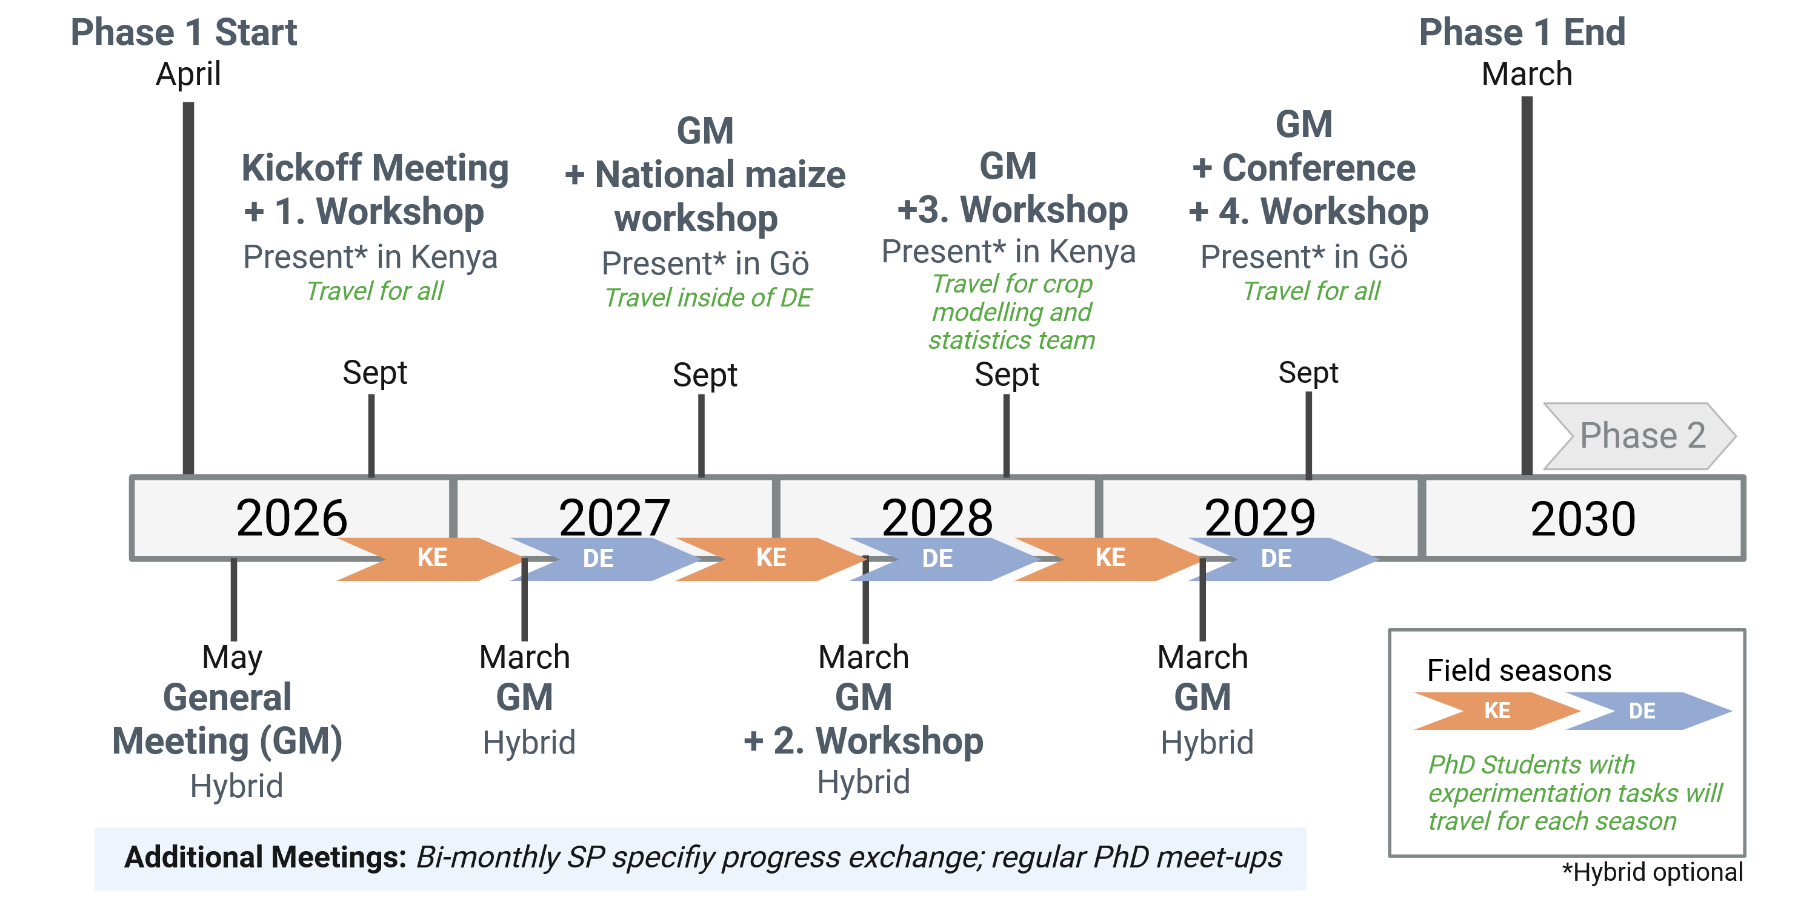 Phase 1 Start
April
Phase 1 End
March
Kickoff Meeting
+ 1. Workshop
Present* in Kenya
Travel for all
Sept
GM
+ National maize
workshop
Present* in Gö
Travel inside of DE
Sept
GM
+3. Workshop
Present* in Kenya
Travel for crop
modelling and
statistics team
Sept
GM
+ Conference
+ 4. Workshop
Present* in Gö
Travel for all
Sept
Phase 2
2026
2027
2028
2029
2030
KE
DE
KE
DE
KE
DE
May
General
Meeting (GM)
Hybrid
March
GM
Hybrid
March
GM
+ 2. Workshop
Hybrid
March
GM
Hybrid
Field seasons
KE
DE
PhD Students with
experimentation tasks will
travel for each season
*Hybrid optional
Additional Meetings: Bi-monthly SP specifiy progress exchange; regular PhD meet-ups